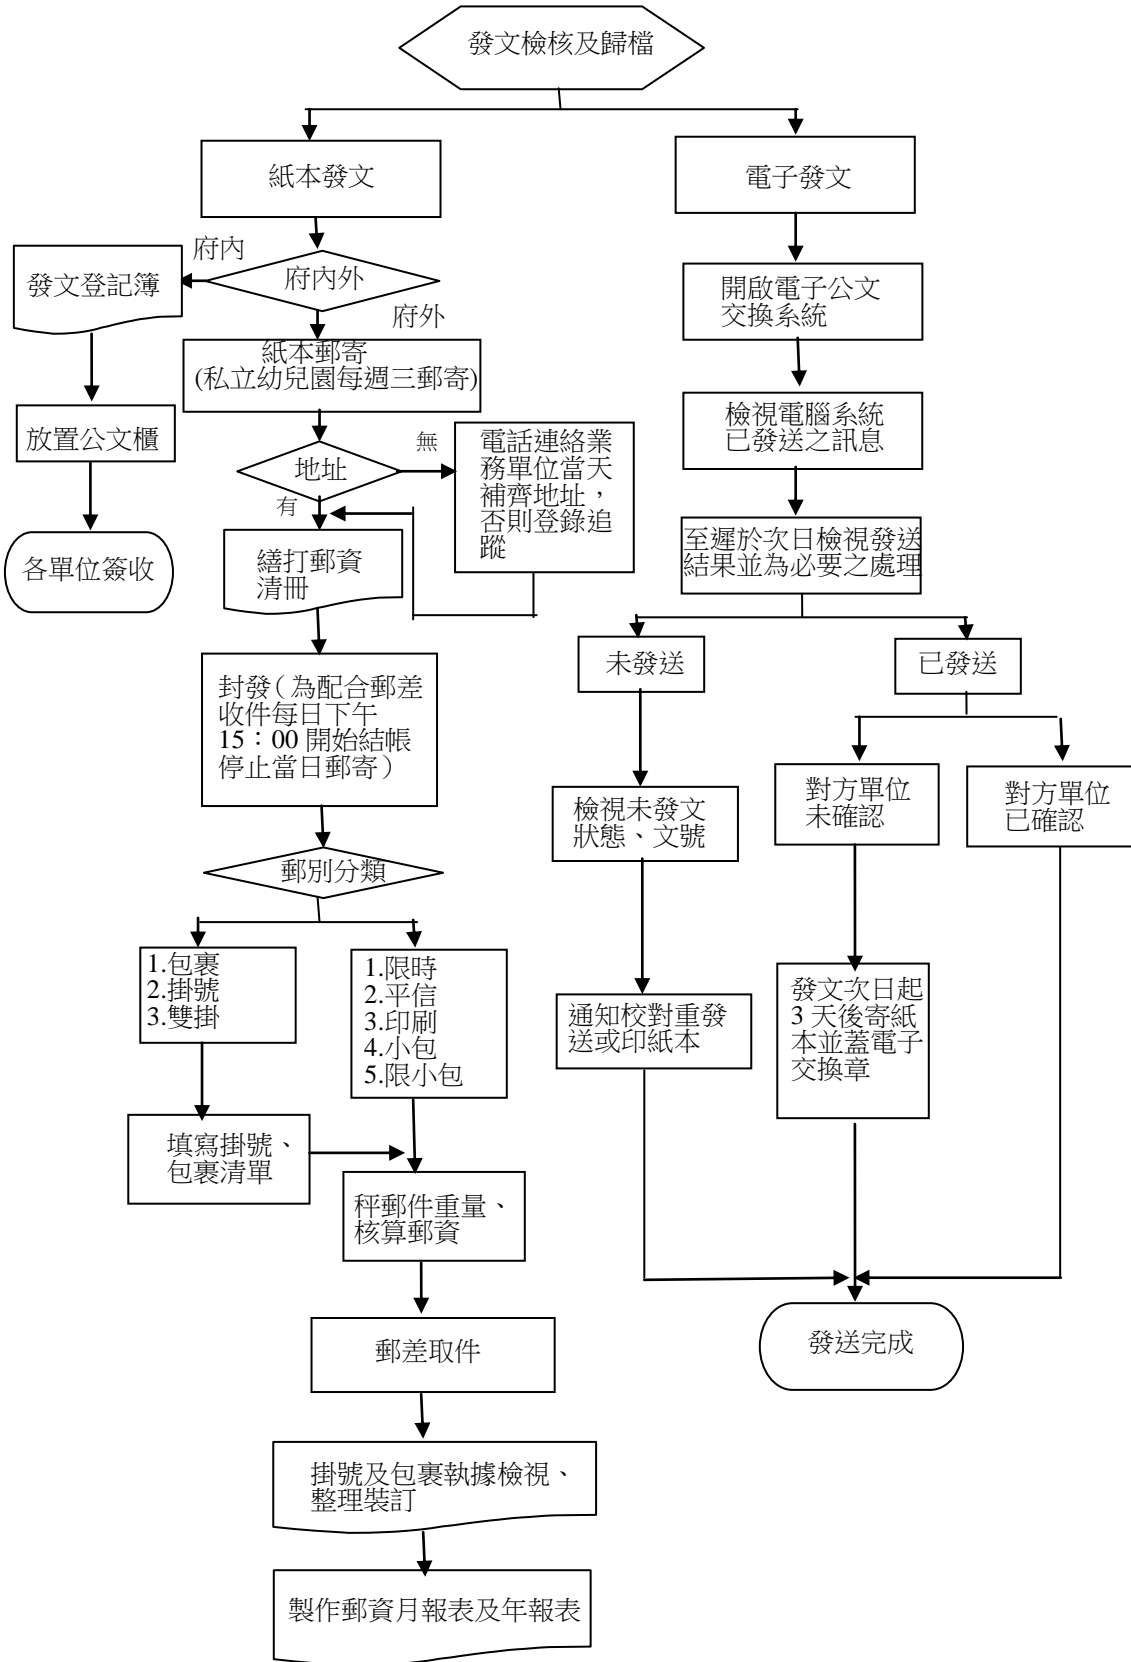 發文檢核及歸檔
紙本發文
電子發文
府內
府內外
發文登記簿
府外
開啟電子公文
交換系統
紙本郵寄
(私立幼兒園每週三郵寄)
放置公文櫃
地址
無
有
電話連絡業
務單位當天
補齊地址，
否則登錄追
蹤
檢視電腦系統
已發送之訊息
各單位簽收
繕打郵資
清冊
至遲於次日檢視發送
結果並為必要之處理
未發送
已發送
封發（為配合郵差
收件每日下午
15：00 開始結帳
停止當日郵寄）
檢視未發文
狀態、文號
對方單位
未確認
對方單位
已確認
郵別分類
1.包裹
2.掛號
3.雙掛
1.限時
2.平信
3.印刷
4.小包
5.限小包
通知校對重發
送或印紙本
發文次日起
3 天後寄紙
本並蓋電子
交換章
填寫掛號、
包裹清單
秤郵件重量、
核算郵資
郵差取件
發送完成
掛號及包裹執據檢視、
整理裝訂
製作郵資月報表及年報表